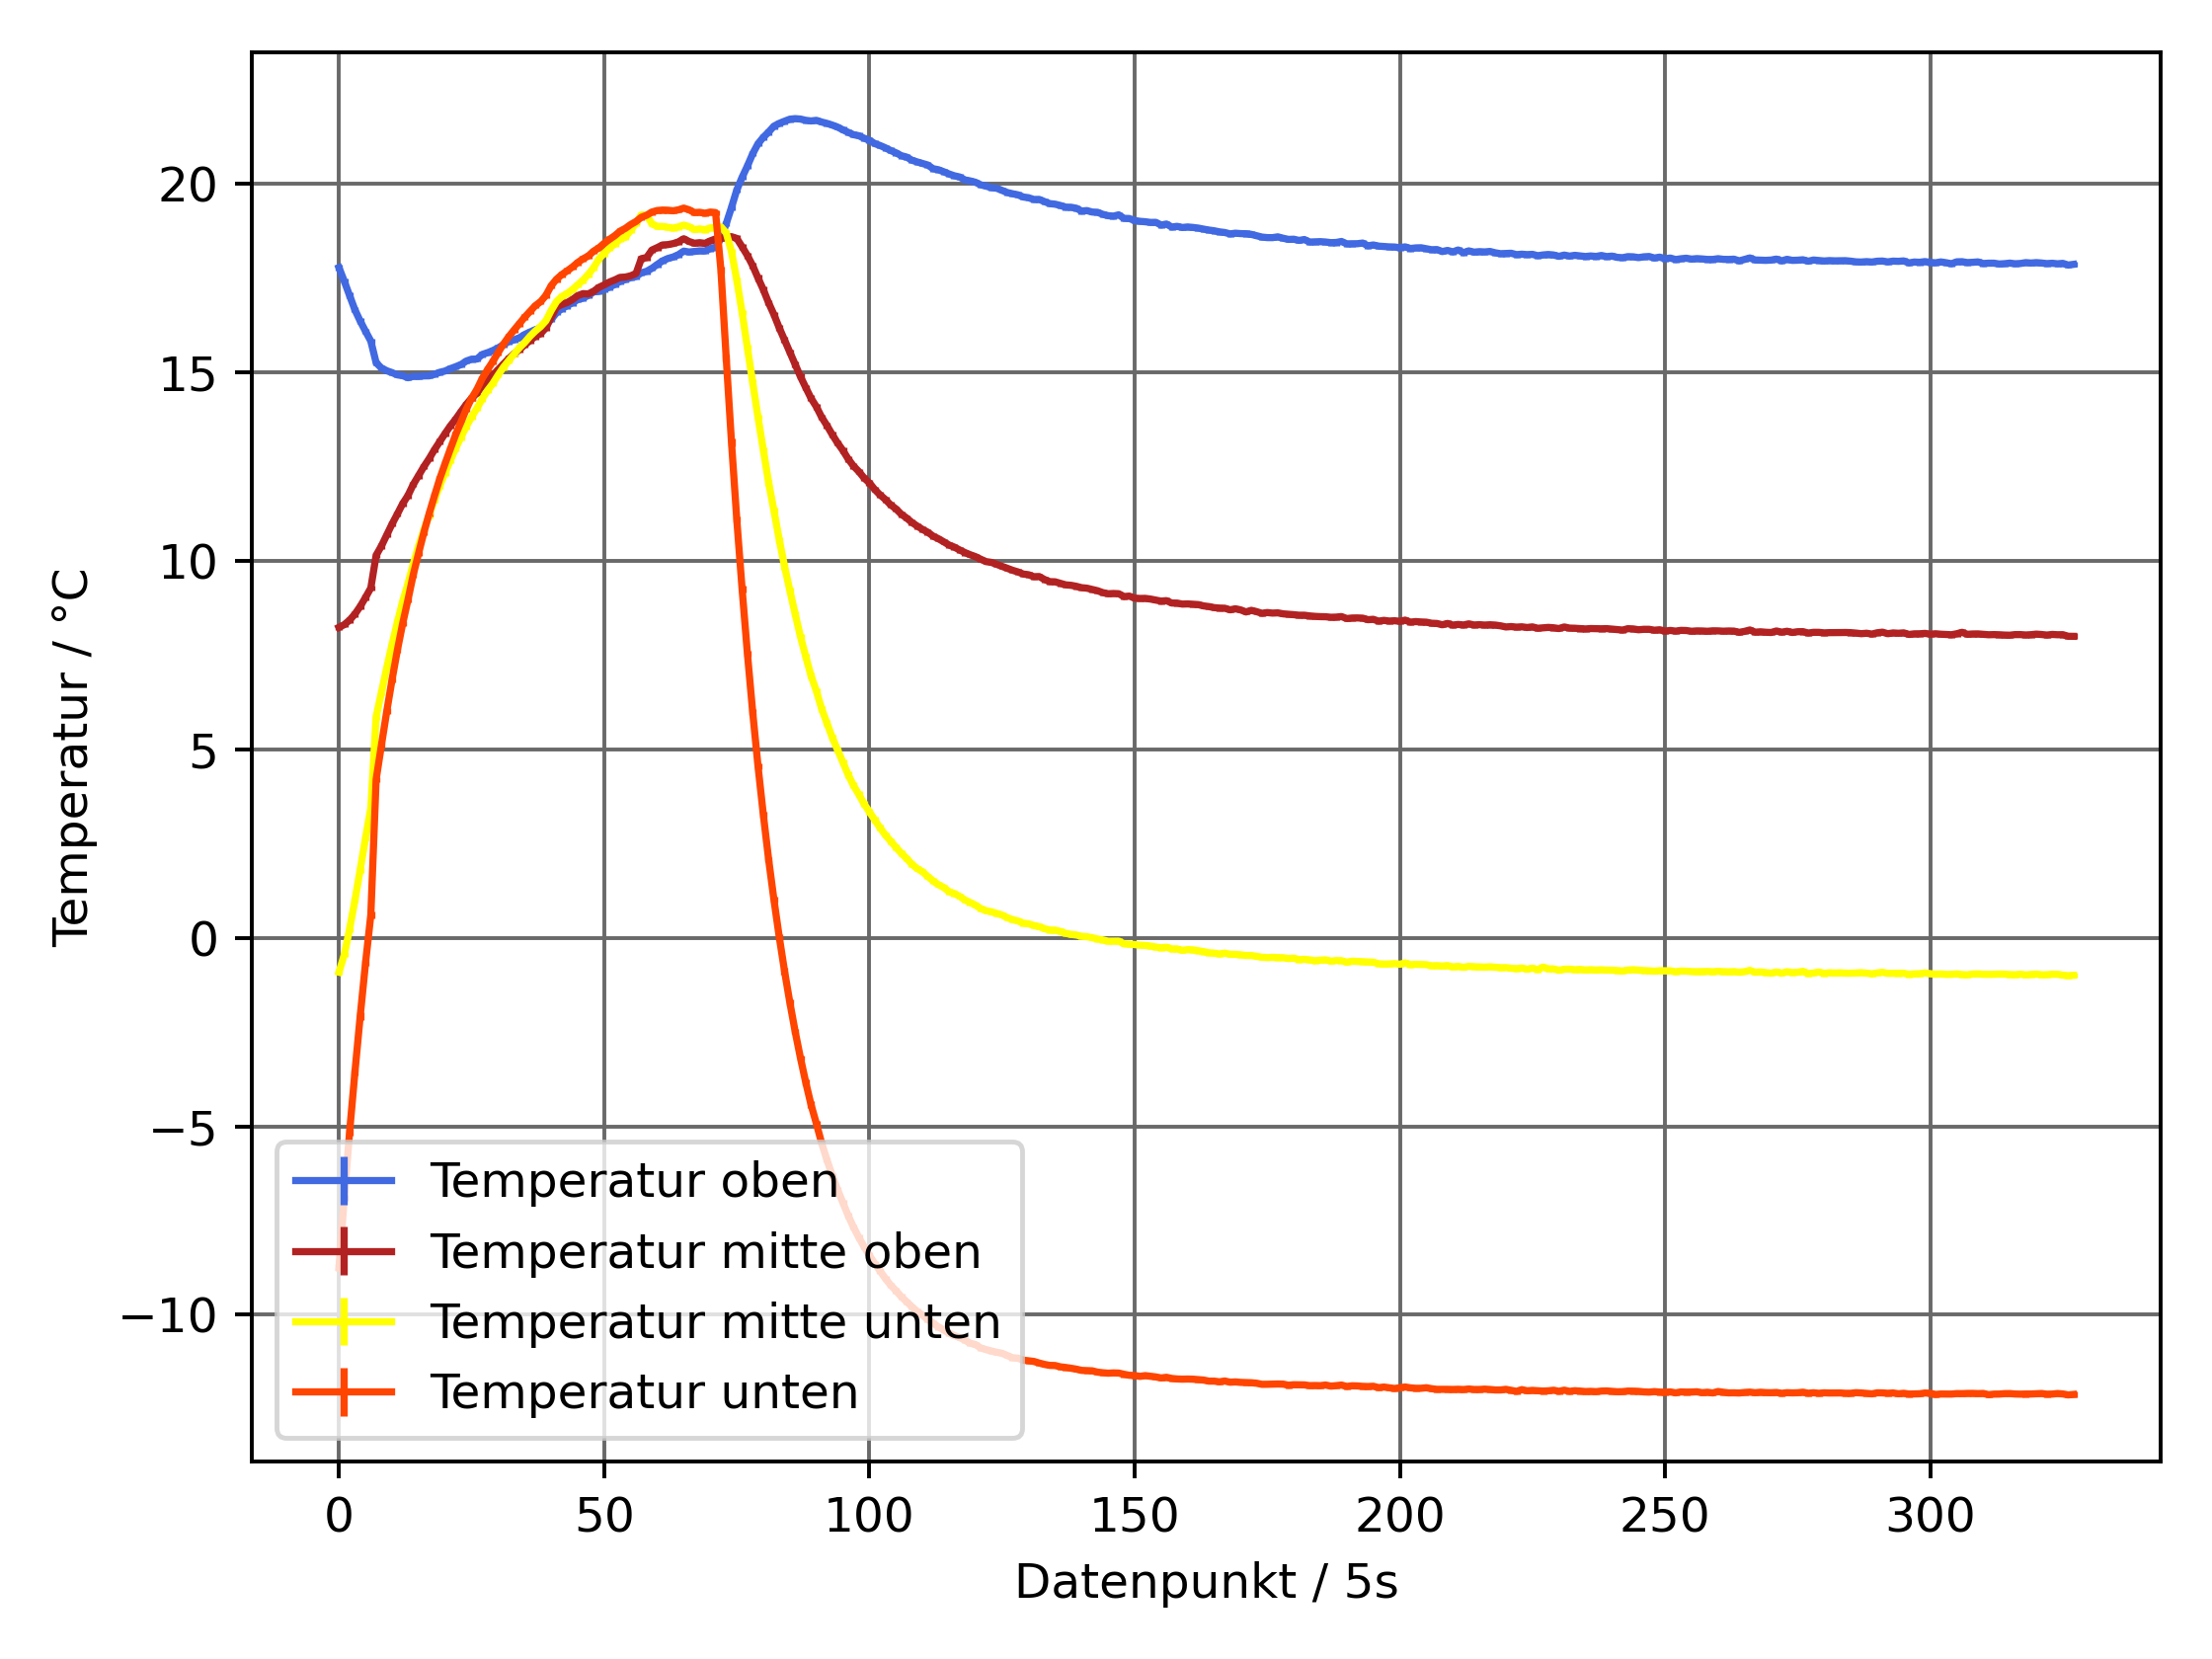 Temperatur / °C
20
15
10
5
0
−5
−10
Temperatur oben
Temperatur mitte oben
Temperatur mitte unten
Temperatur unten
0 50 100 150 200 250 300
Datenpunkt / 5s